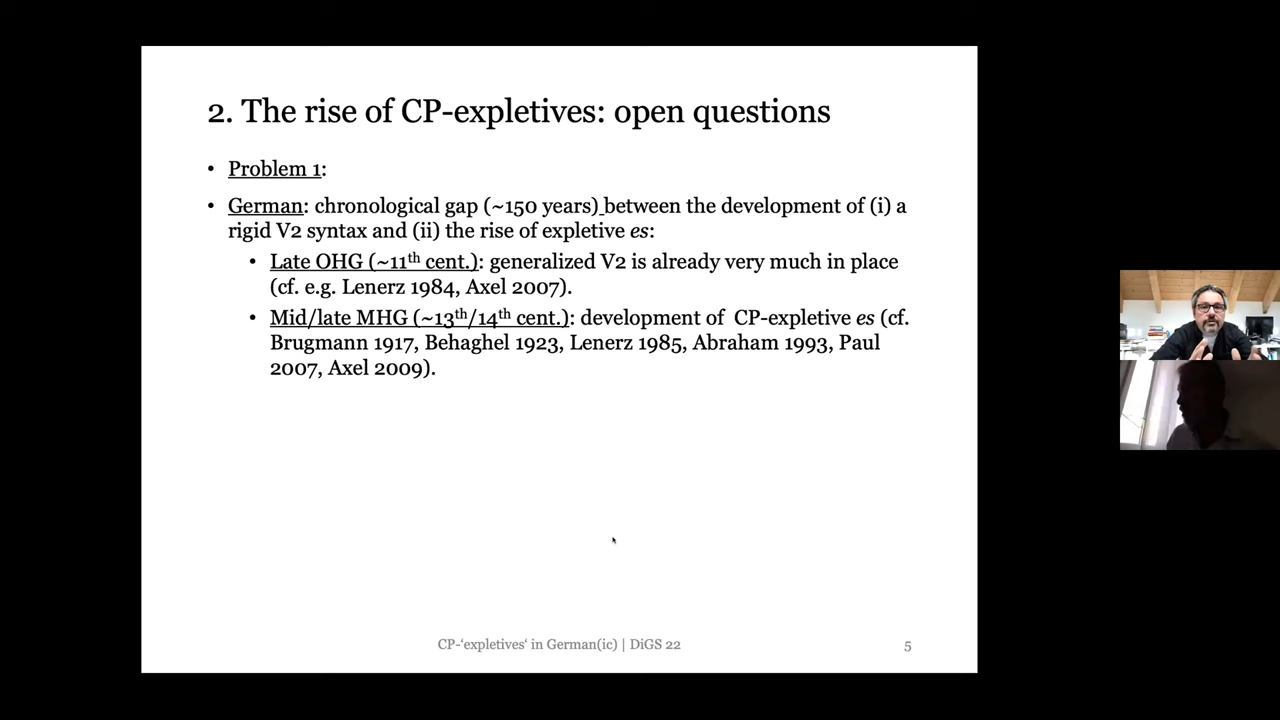 2. The rise of CP-expletives: open questions
• Problem 1:
• German: chronological gap (~150 years) between the development of (i) a
rigid V2 syntax and (ii) the rise of expletive es:
• Late OHG (~11th cent.): generalized V2 is already very much in place
(cf. e.g. Lenerz 1984, Axel 2007).
• Mid/late MHG (~13th/14th cent.): development of CP-expletive es (cf.
Brugmann 1917, Behaghel 1923, Lenerz 1985, Abraham 1993, Paul
2007, Axel 2009).
CP-‘expletives‘ in German(ic) | DiGS 22
5